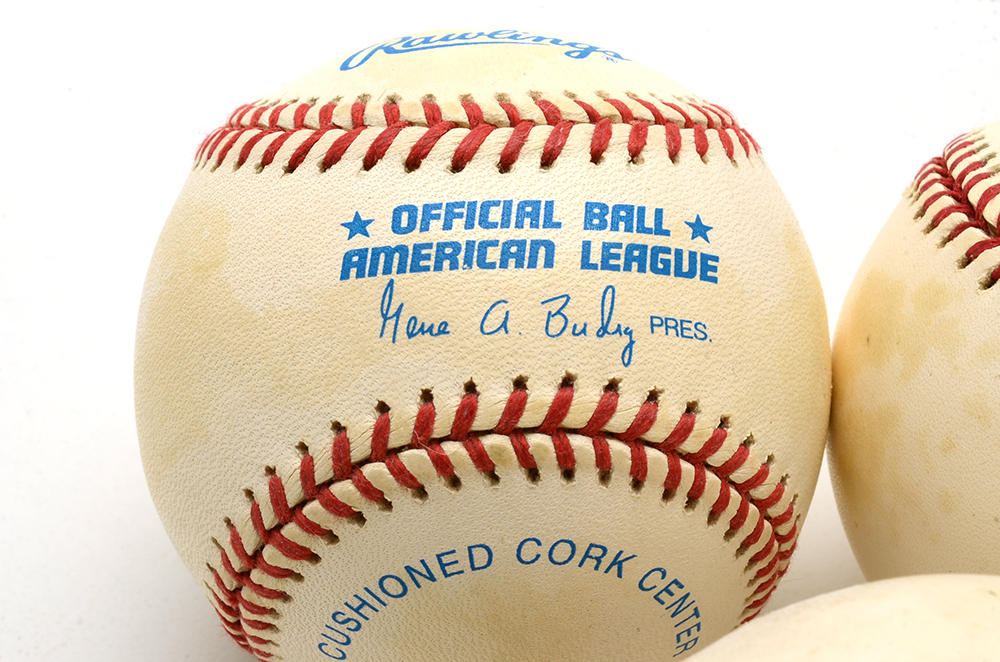 Rawlings®
★ OFFICIAL BALL ★
AMERICAN LEAGUE
Gene A. Budig PRES.
CUSHIONED CORK CENTER